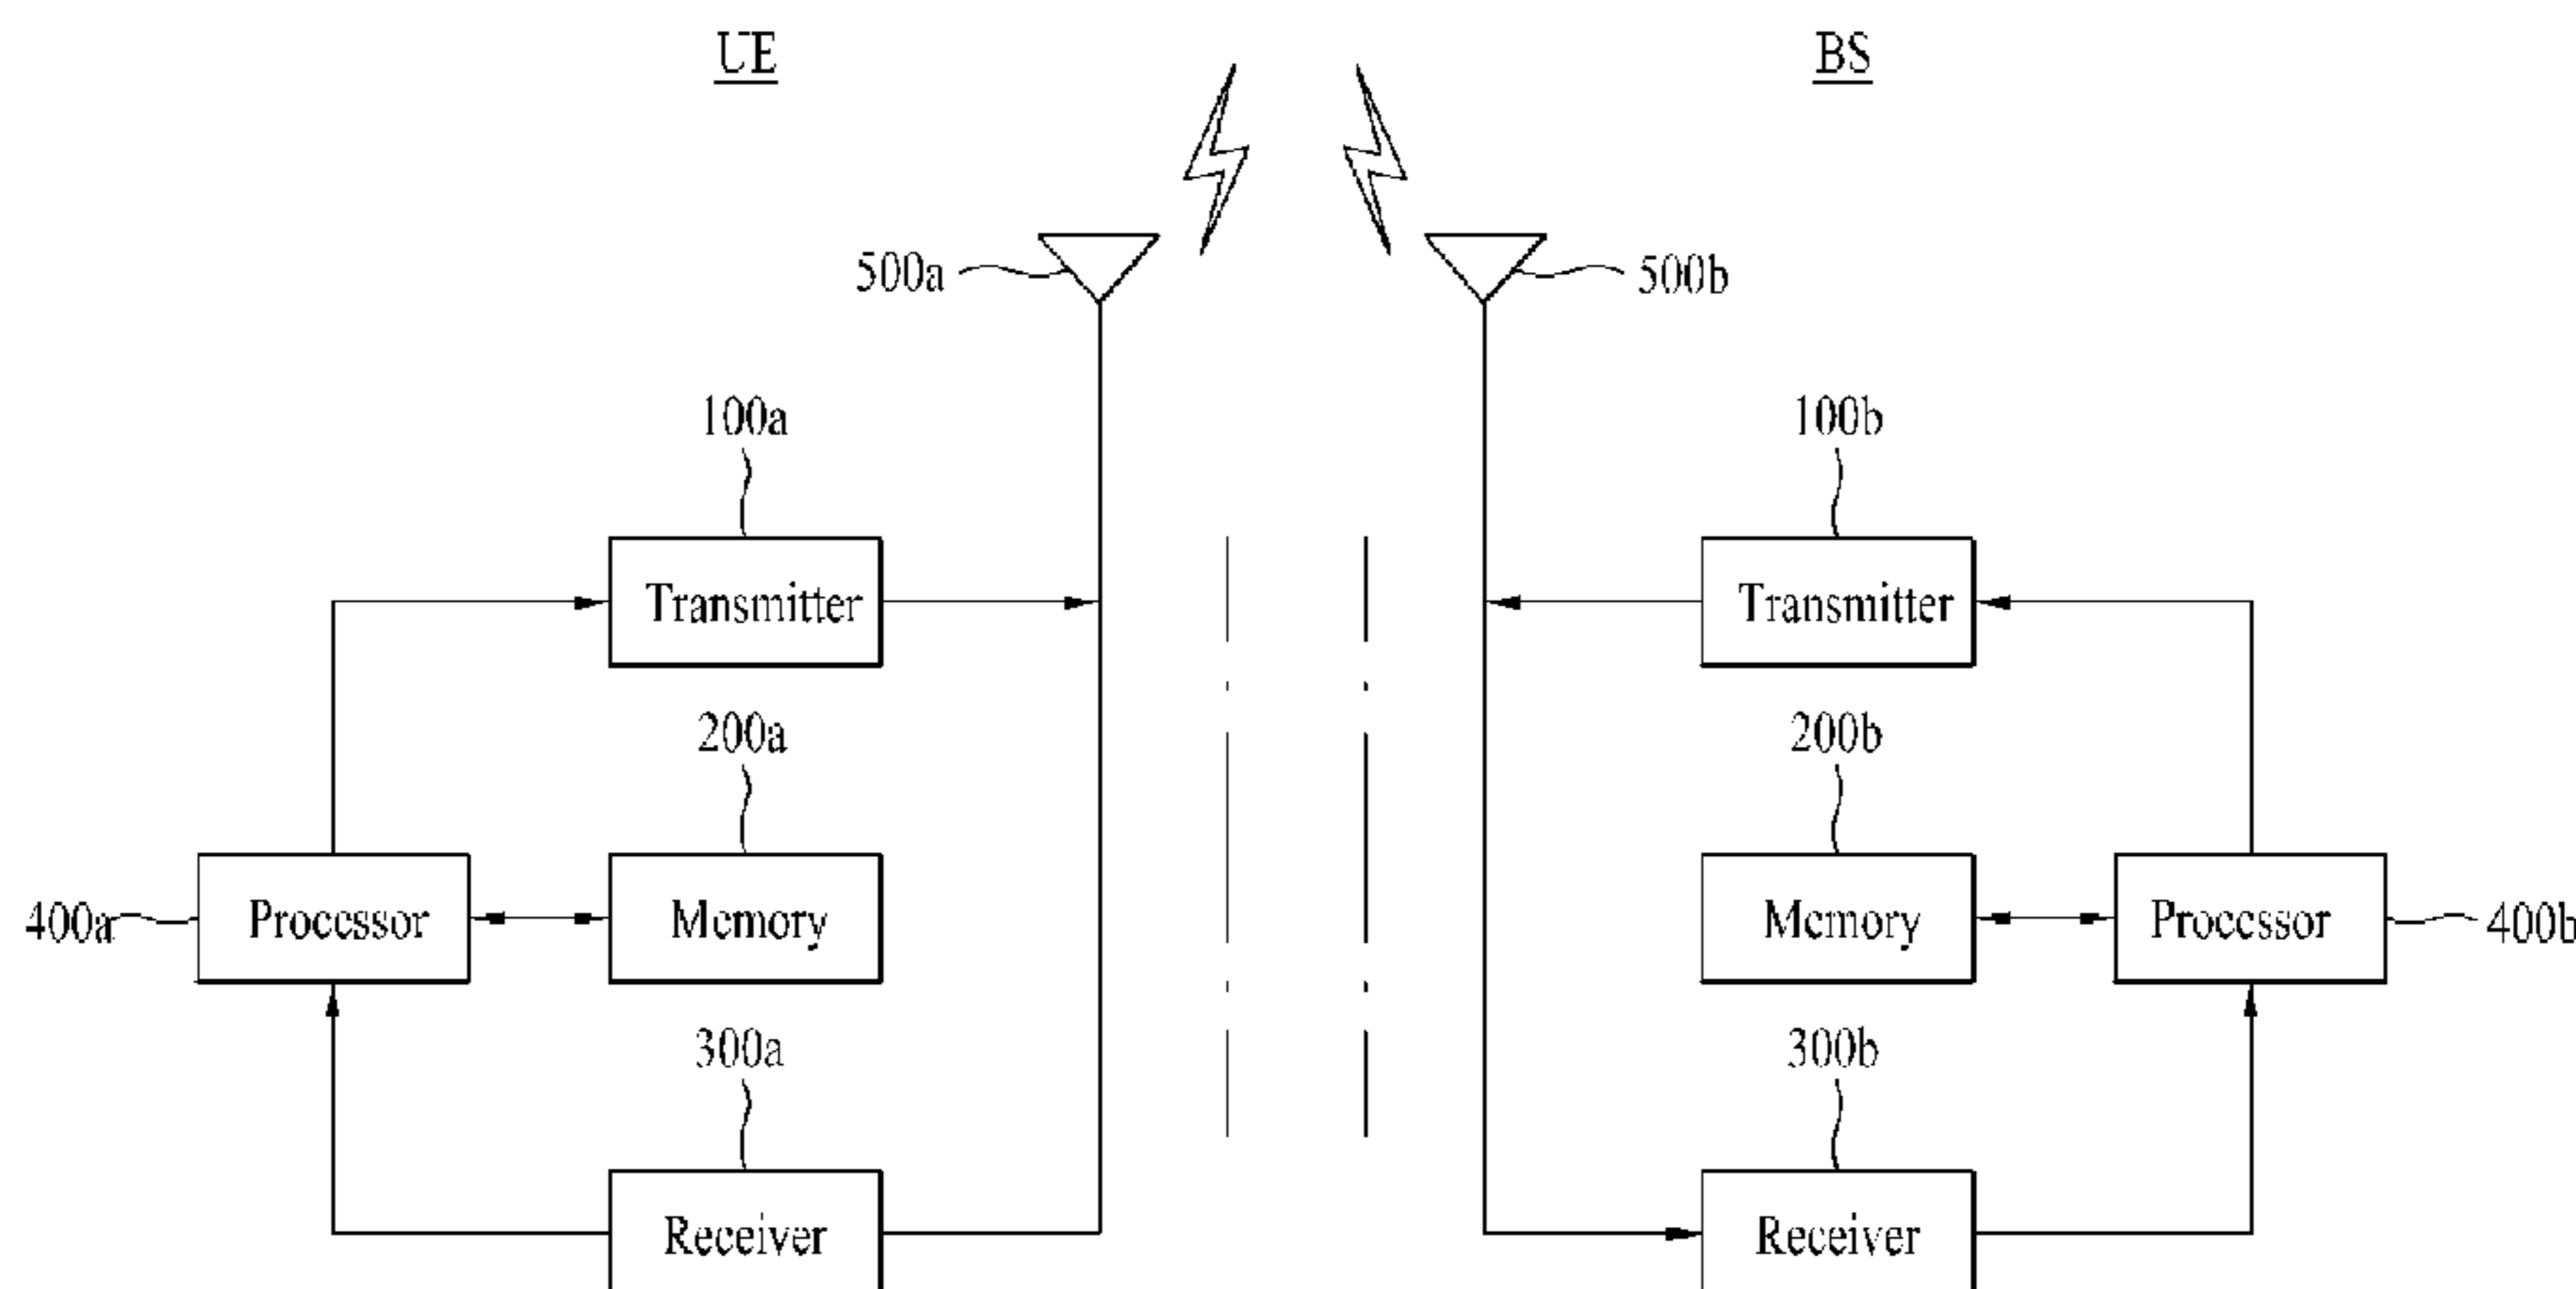 UE
BS
500a
500b
100a
100b
Transmitter
Transmitter
200a
200b
400a
Processor
Memory
Memory
Processor
400b
300a
300b
Receiver
Receiver